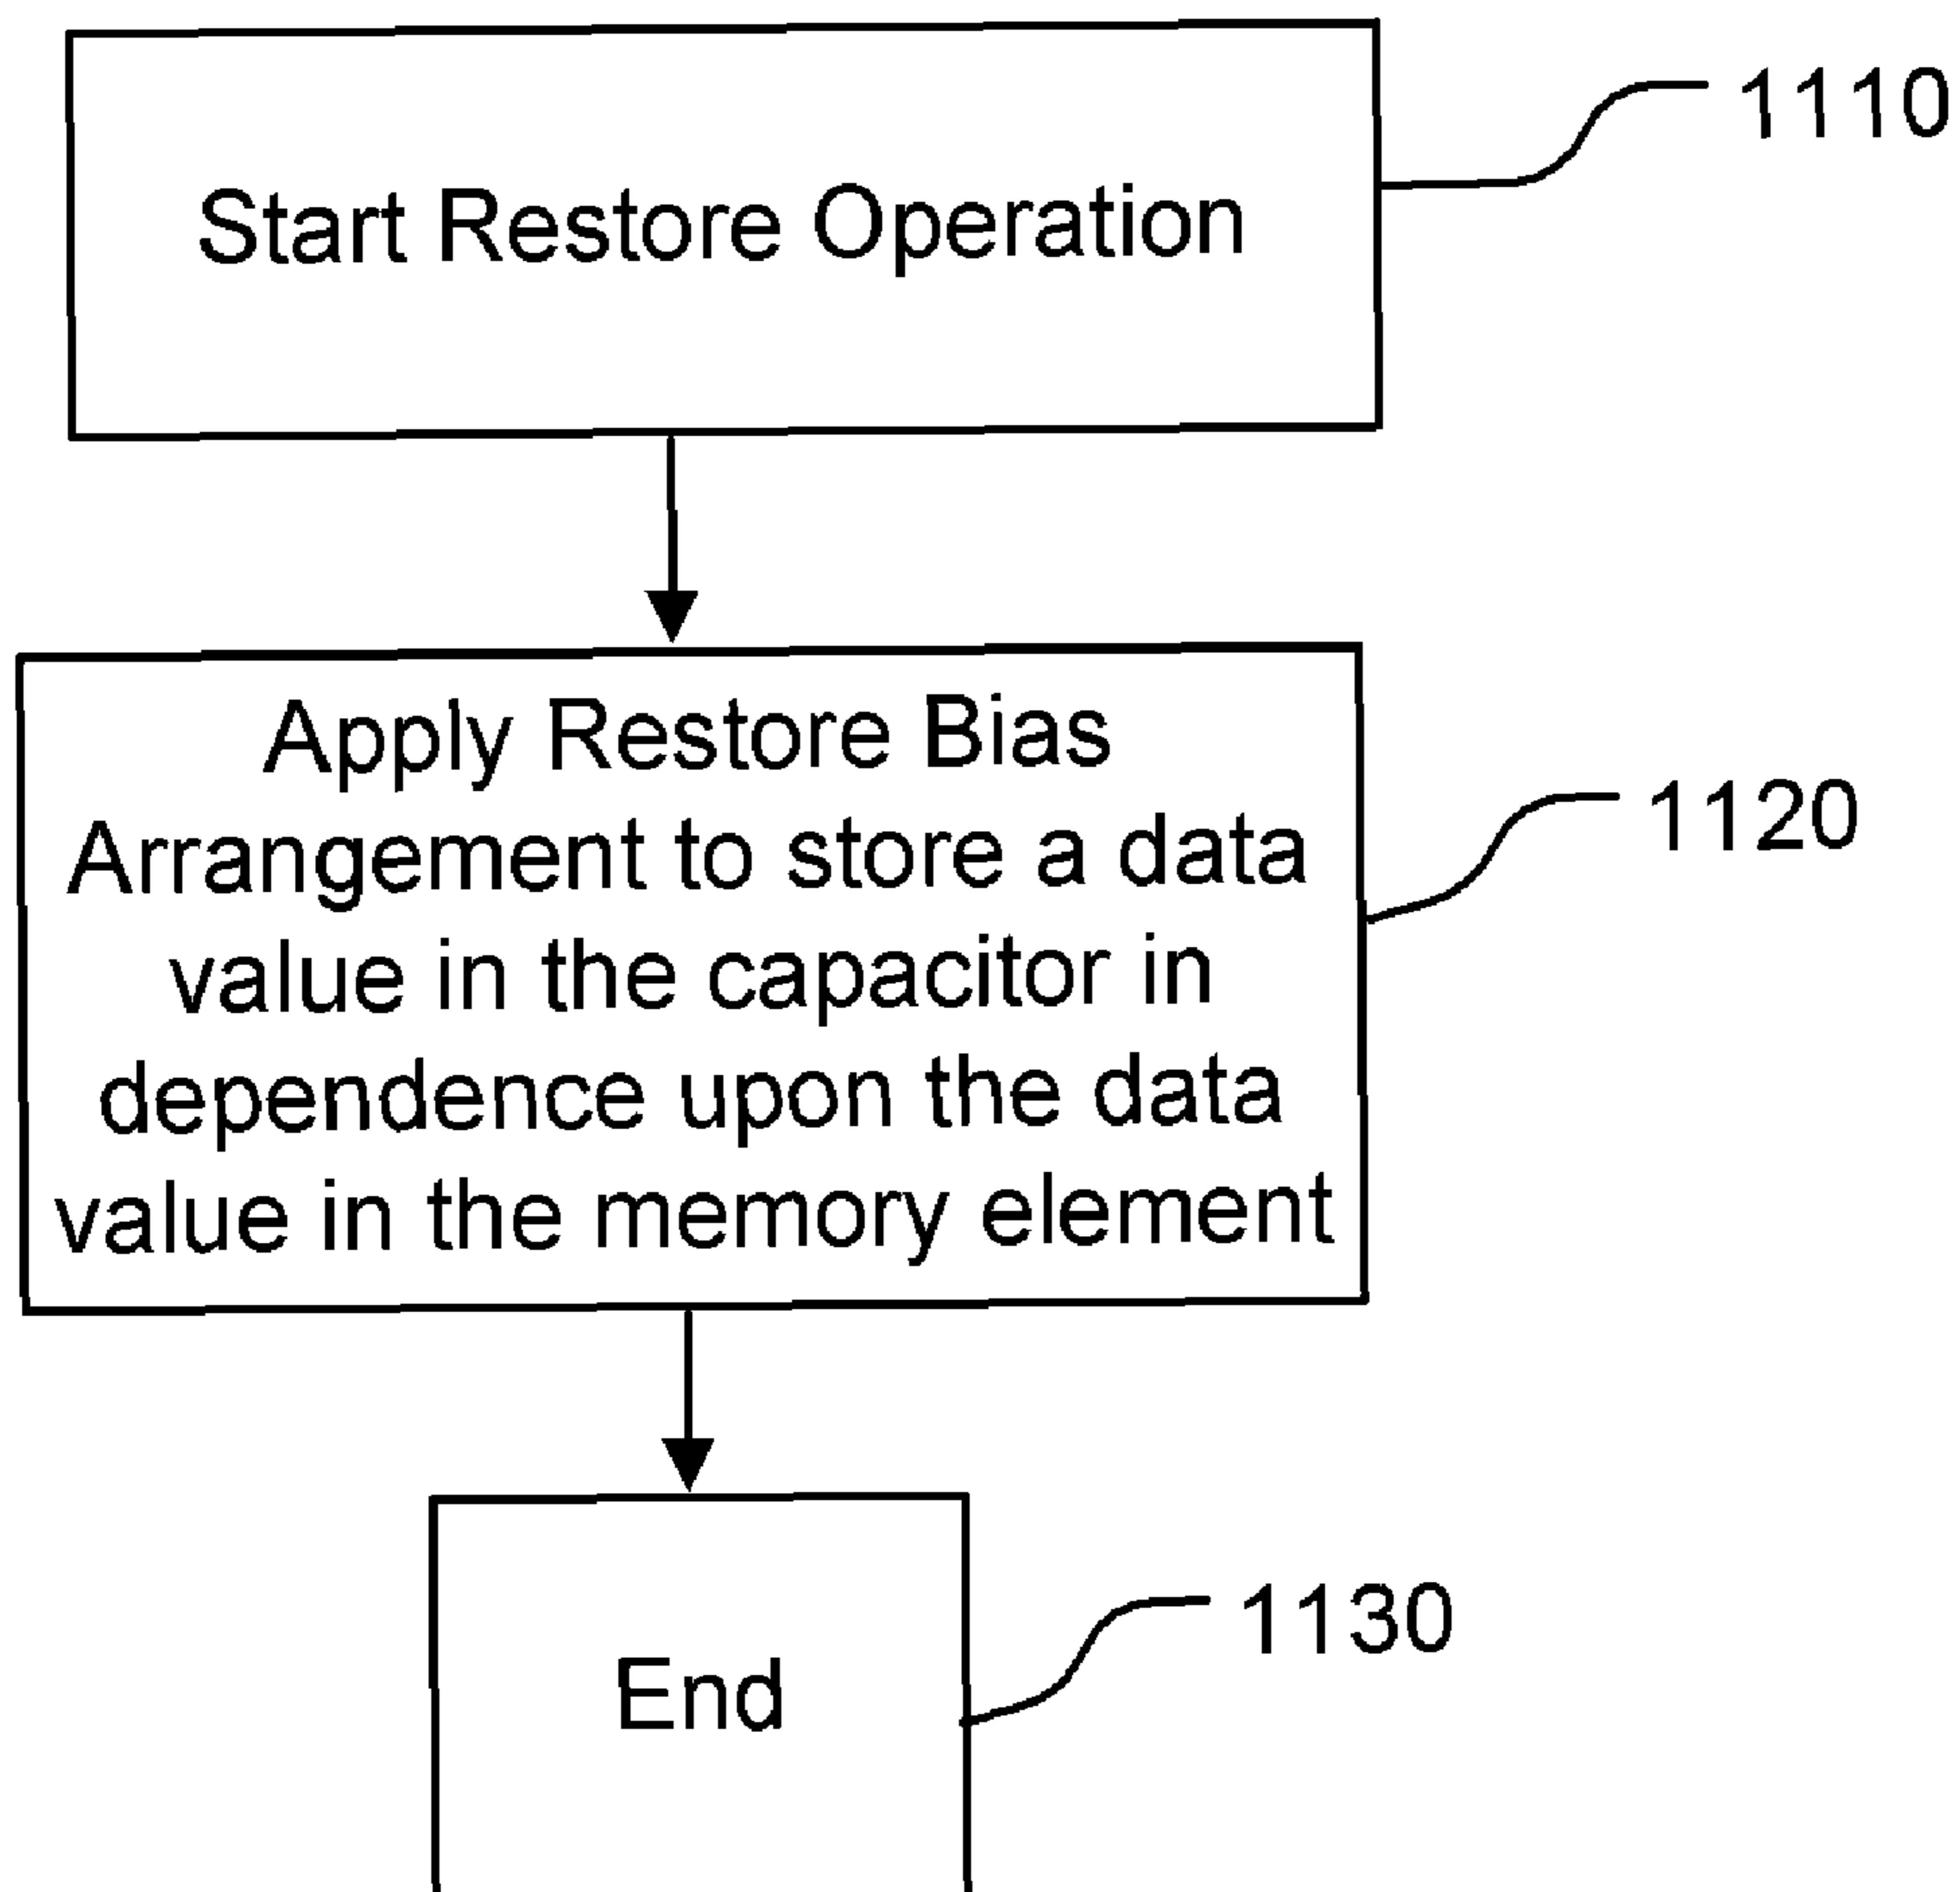 Start Restore Operation
1110
Apply Restore Bias
Arrangement to store a data
value in the capacitor in
dependence upon the data
value in the memory element
1120
End
1130